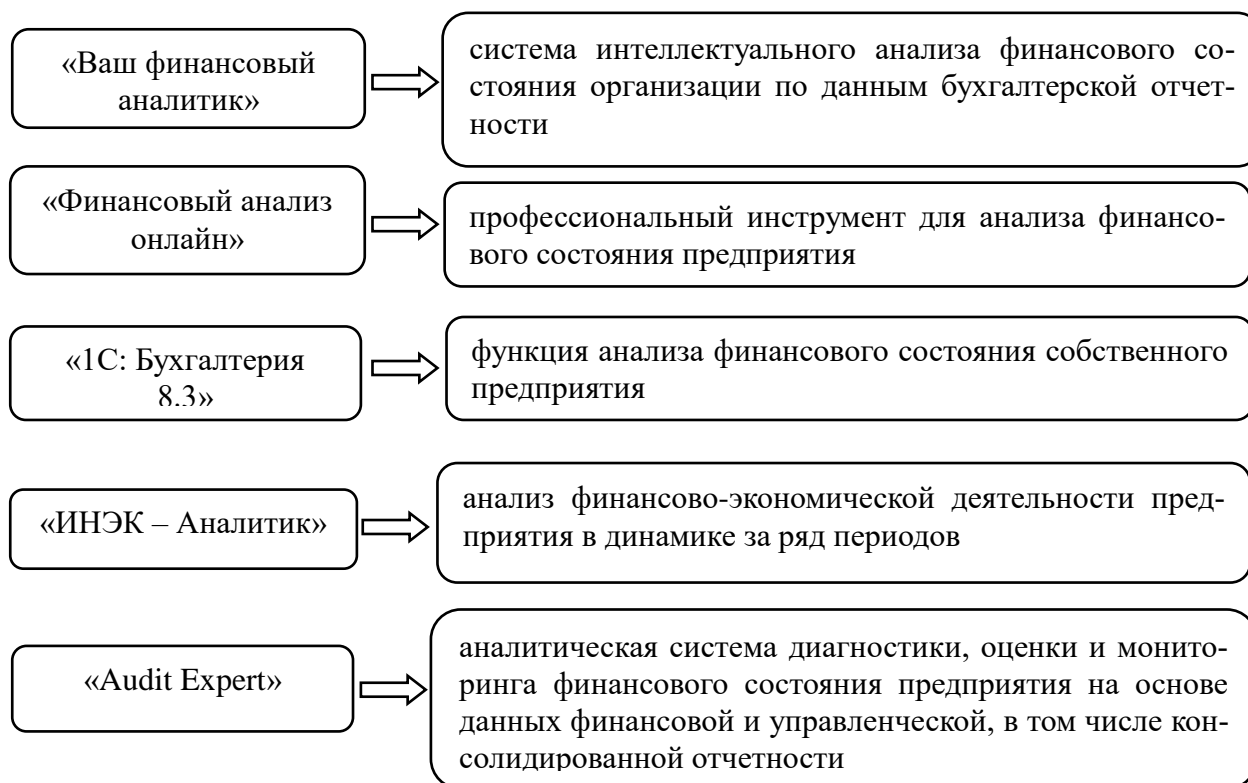 «Ваш финансовый
аналитик»
система интеллектуального анализа финансового со-
стояния организации по данным бухгалтерской отчет-
ности
«Финансовый анализ
онлайн»
профессиональный инструмент для анализа финансо-
вого состояния предприятия
«1С: Бухгалтерия
8.3»
функция анализа финансового состояния собственного
предприятия
«ИНЭК – Аналитик»
анализ финансово-экономической деятельности пред-
приятия в динамике за ряд периодов
«Audit Expert»
аналитическая система диагностики, оценки и монито-
ринга финансового состояния предприятия на основе
данных финансовой и управленческой, в том числе кон-
солидированной отчетности